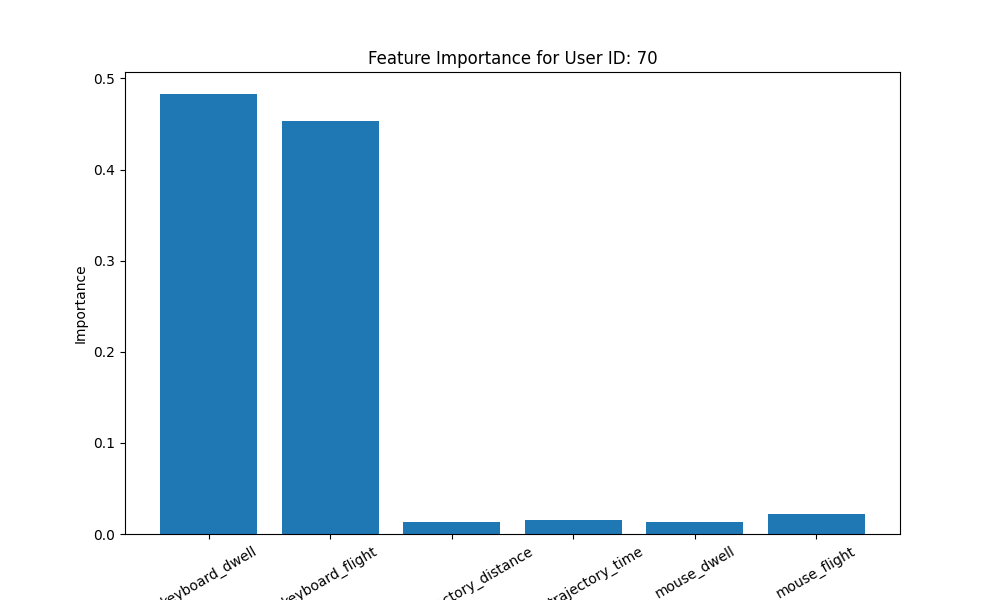 Feature Importance for User ID: 70
Importance
0.5
0.4
0.3
0.2
0.1
0.0
keyboard_dwell
keyboard_flight
ctory_distance
trajectory_time
mouse_dwell
mouse_flight